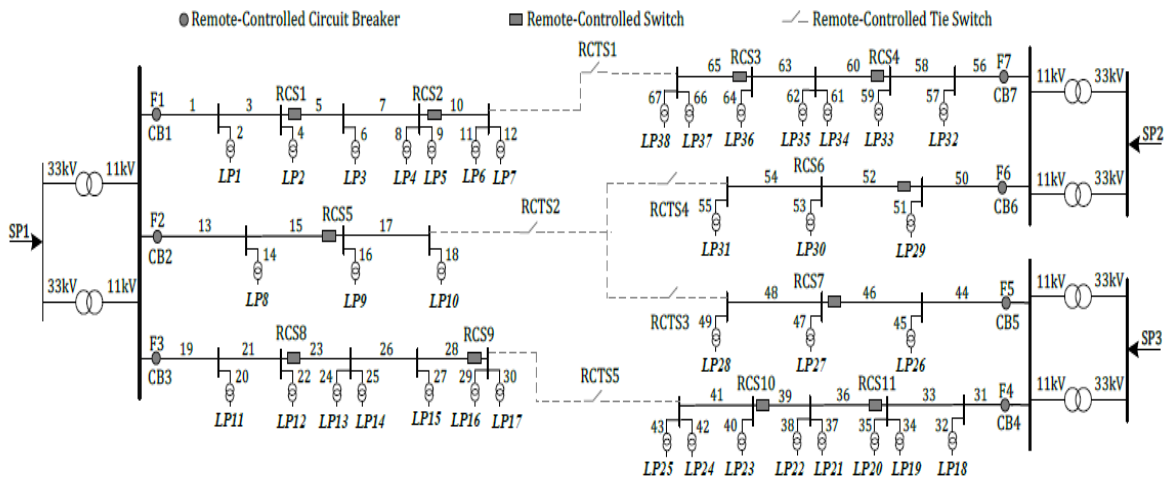 Remote-Controlled Circuit Breaker Remote-Controlled Switch Remote-Controlled Tie Switch
RCTS1
F1 1 3 RCS1 5 7 RCS2 10
CB1 2 4 6 8 9 11 12
LP1 LP2 LP3 LP4 LP5 LP6 LP7
65 RCS3 63 60 RCS4 58 56 F7
67 66 64 62 61 59 57 CB7
LP38 LP37 LP36 LP35 LP34 LP33 LP32
11kV 33kV
SP2
33kV 11kV
SP1
33kV 11kV
F2 13 15 RCS5 17 RCTS2
CB2 14 16 18
LP8 LP9 LP10
RCTS4 54 RCS6 52 50 F6
55 53 51 CB6
LP31 LP30 LP29
11kV 33kV
RCTS3 48 RCS7 46 44 F5
49 47 45 CB5
LP28 LP27 LP26
11kV 33kV
SP3
F3 19 21 RCS8 23 26 28 RCS9
CB3 20 22 24 25 27 29 30
LP11 LP12 LP13 LP14 LP15 LP16 LP17
RCTS5
41 RCS10 39 36 RCS11 33 31 F4
43 42 40 38 37 35 34 32 CB4
LP25 LP24 LP23 LP22 LP21 LP20 LP19 LP18
11kV 33kV